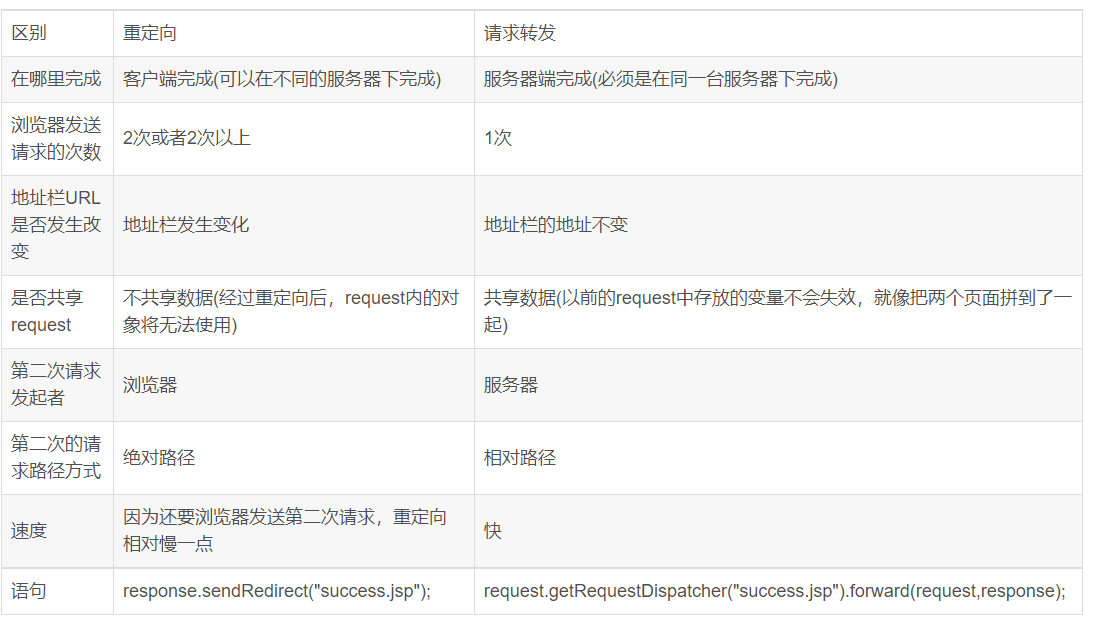 区别 重定向 请求转发
在哪里完成 客户端完成(可以在不同的服务器下完成) 服务器端完成(必须是在同一台服务器下完成)
浏览器发送
请求的次数
2次或者2次以上 1次
地址栏URL
是否发生改
变
地址栏发生变化 地址栏的地址不变
是否共享
request
不共享数据(经过重定向后，request内的对
象将无法使用)
共享数据(以前的request中存放的变量不会失效，就像把两个页面拼到了一
起)
第二次请求
发起者
浏览器 服务器
第二次的请
求路径方式
绝对路径 相对路径
速度
因为还要浏览器发送第二次请求，重定向
相对慢一点
快
语句 response.sendRedirect("success.jsp"); request.getRequestDispatcher("success.jsp").forward(request,response);